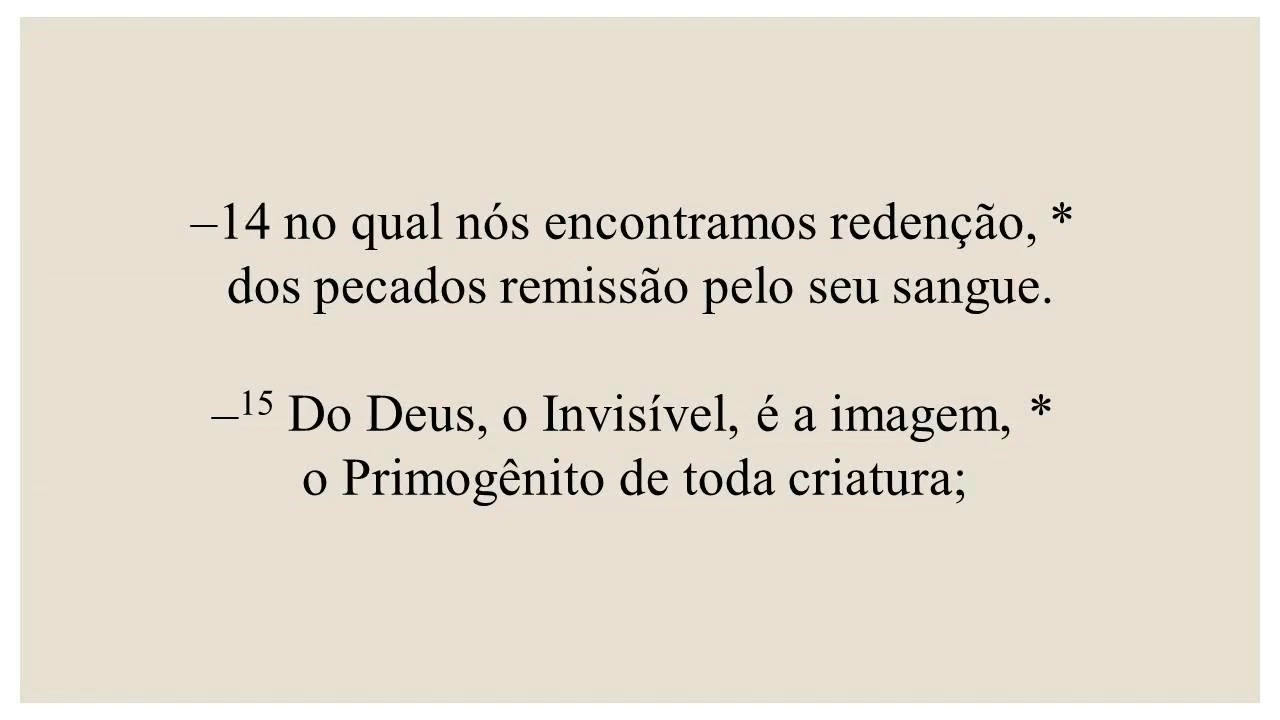 –14 no qual nós encontramos redenção, *
dos pecados remissão pelo seu sangue.
–15 Do Deus, o Invisível, é a imagem, *
o Primogênito de toda criatura;